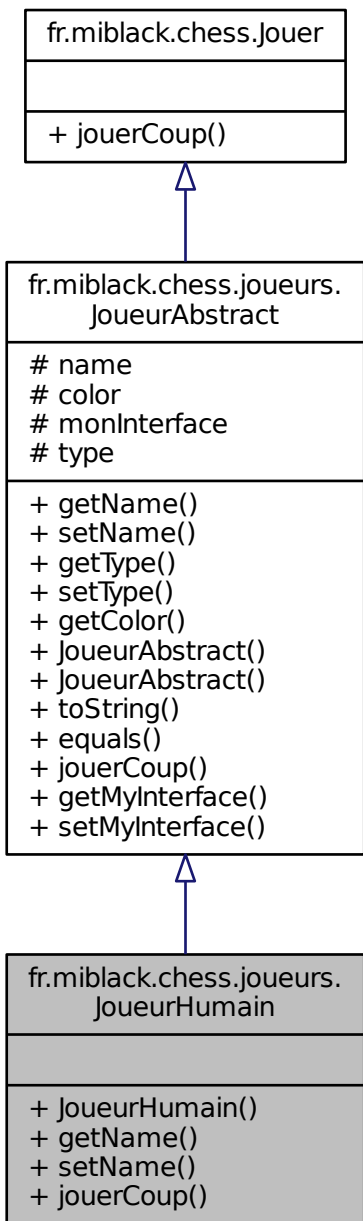 fr.miblack.chess.Jouer
+ jouerCoup()
fr.miblack.chess.joueurs.
JoueurAbstract
# name
# color
# monInterface
# type
+ getName()
+ setName()
+ getType()
+ setType()
+ getColor()
+ JoueurAbstract()
+ JoueurAbstract()
+ toString()
+ equals()
+ jouerCoup()
+ getMyInterface()
+ setMyInterface()
fr.miblack.chess.joueurs.
JoueurHumain
+ JoueurHumain()
+ getName()
+ setName()
+ jouerCoup()